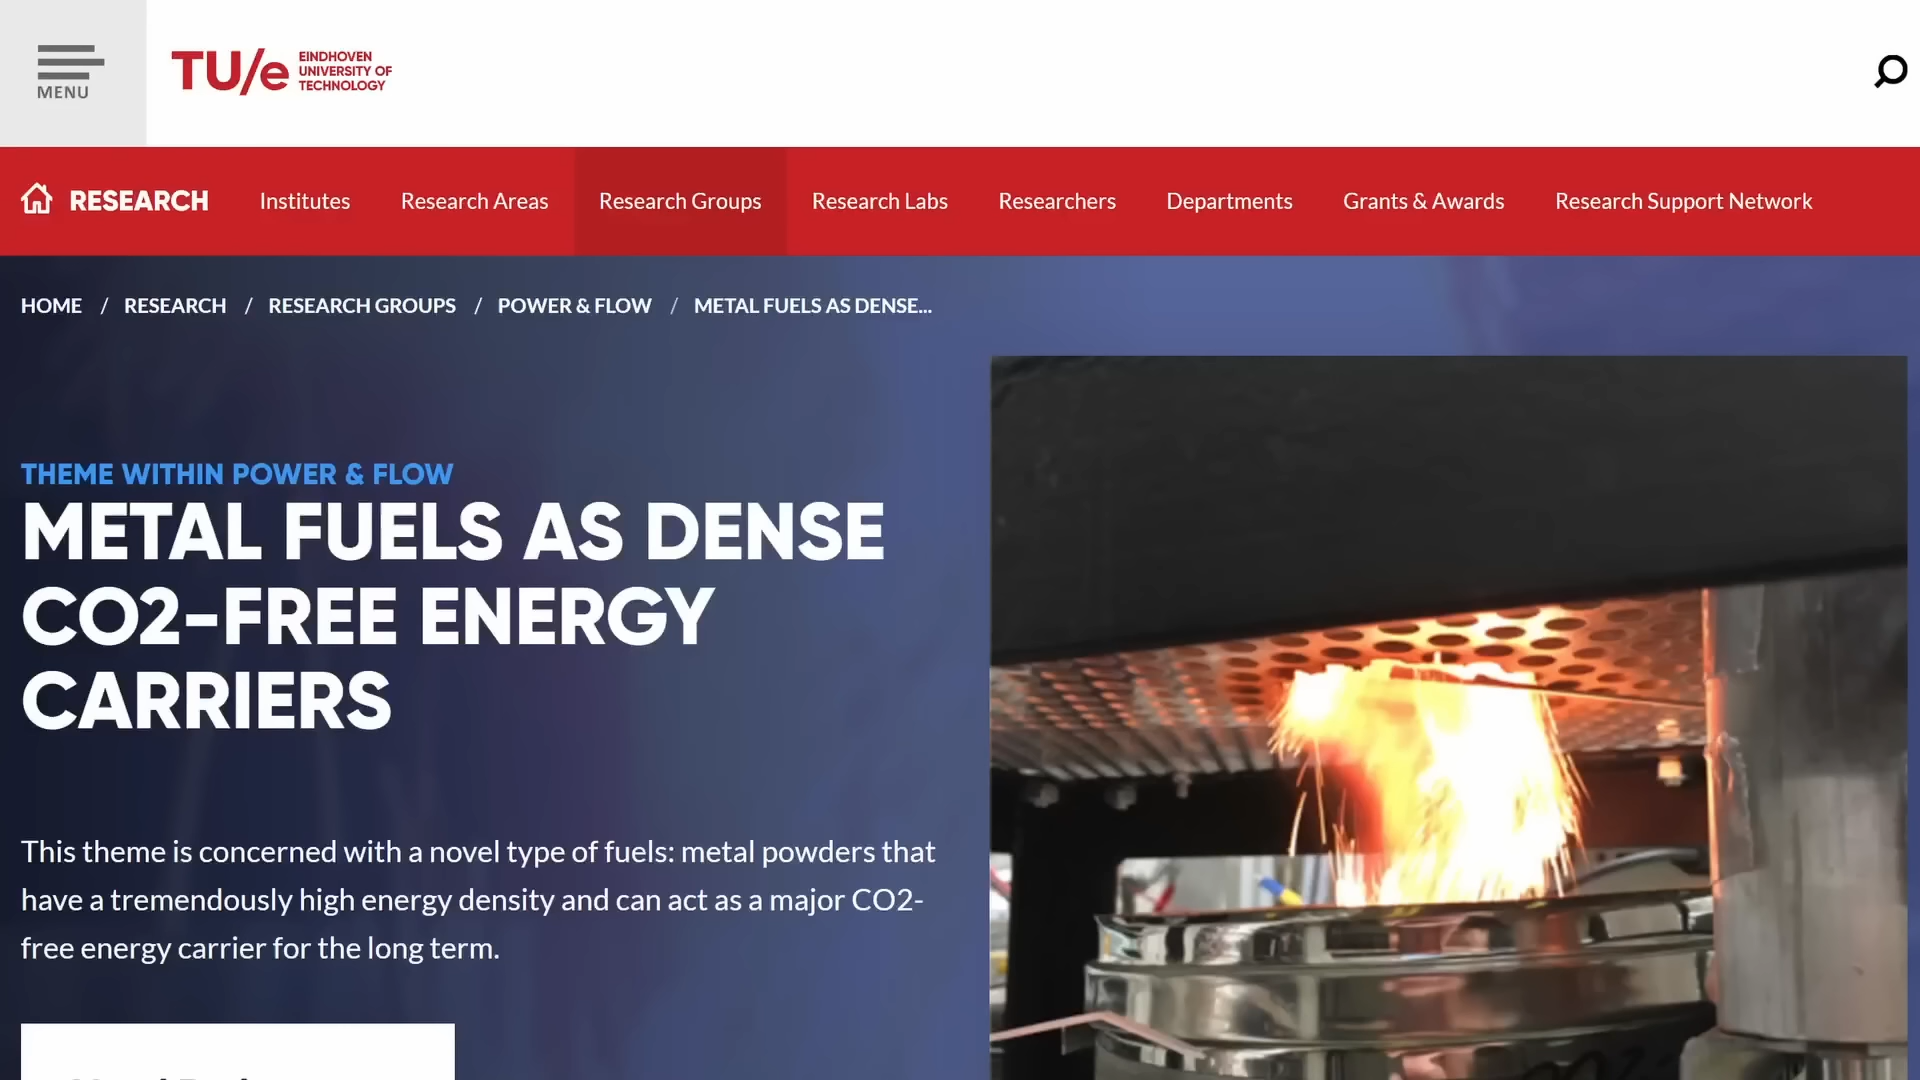 MENU
TU/e
EINDHOVEN
UNIVERSITY OF
TECHNOLOGY
RESEARCH
Institutes
Research Areas
Research Groups
Research Labs
Researchers
Departments
Grants & Awards
Research Support Network
HOME / RESEARCH / RESEARCH GROUPS / POWER & FLOW / METAL FUELS AS DENSE...
THEME WITHIN POWER & FLOW
METAL FUELS AS DENSE
CO2-FREE ENERGY
CARRIERS
This theme is concerned with a novel type of fuels: metal powders that
have a tremendously high energy density and can act as a major CO2-
free energy carrier for the long term.